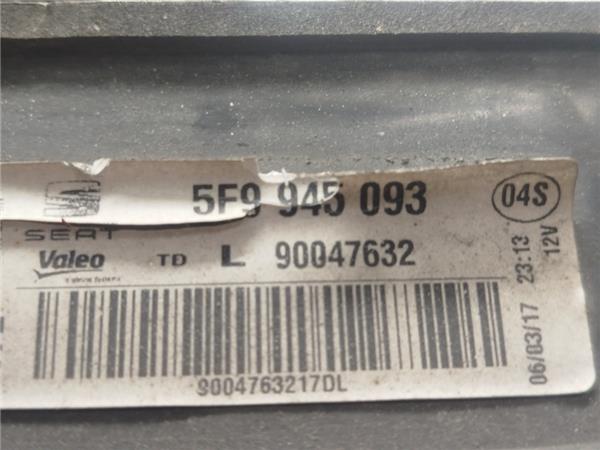 5F9 945 093 04S
SEAT
Valeo TD L 90047632
9004763217DL
06/03/17 23:13
12V